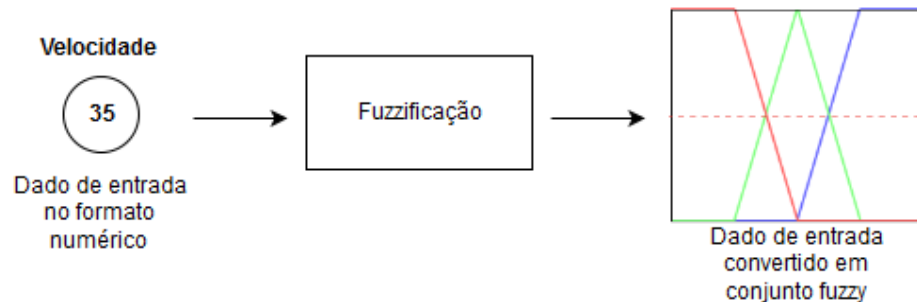 Velocidade
35
Dado de entrada
no formato
numérico
Fuzzificação
Dado de entrada
convertido em
conjunto fuzzy